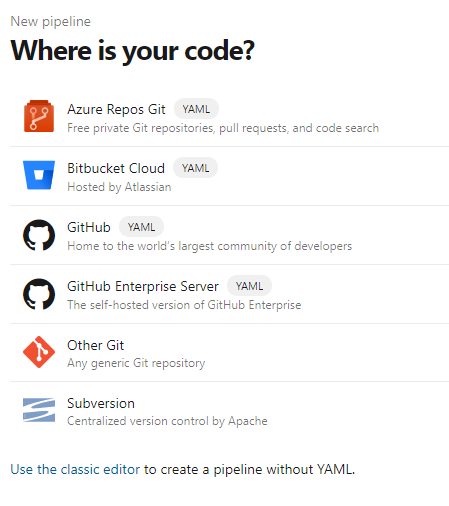 New pipeline
Where is your code?
Azure Repos Git YAML
Free private Git repositories, pull requests, and code search
Bitbucket Cloud YAML
Hosted by Atlassian
GitHub YAML
Home to the world's largest community of developers
GitHub Enterprise Server YAML
The self-hosted version of GitHub Enterprise
Other Git
Any generic Git repository
Subversion
Centralized version control by Apache
Use the classic editor to create a pipeline without YAML.